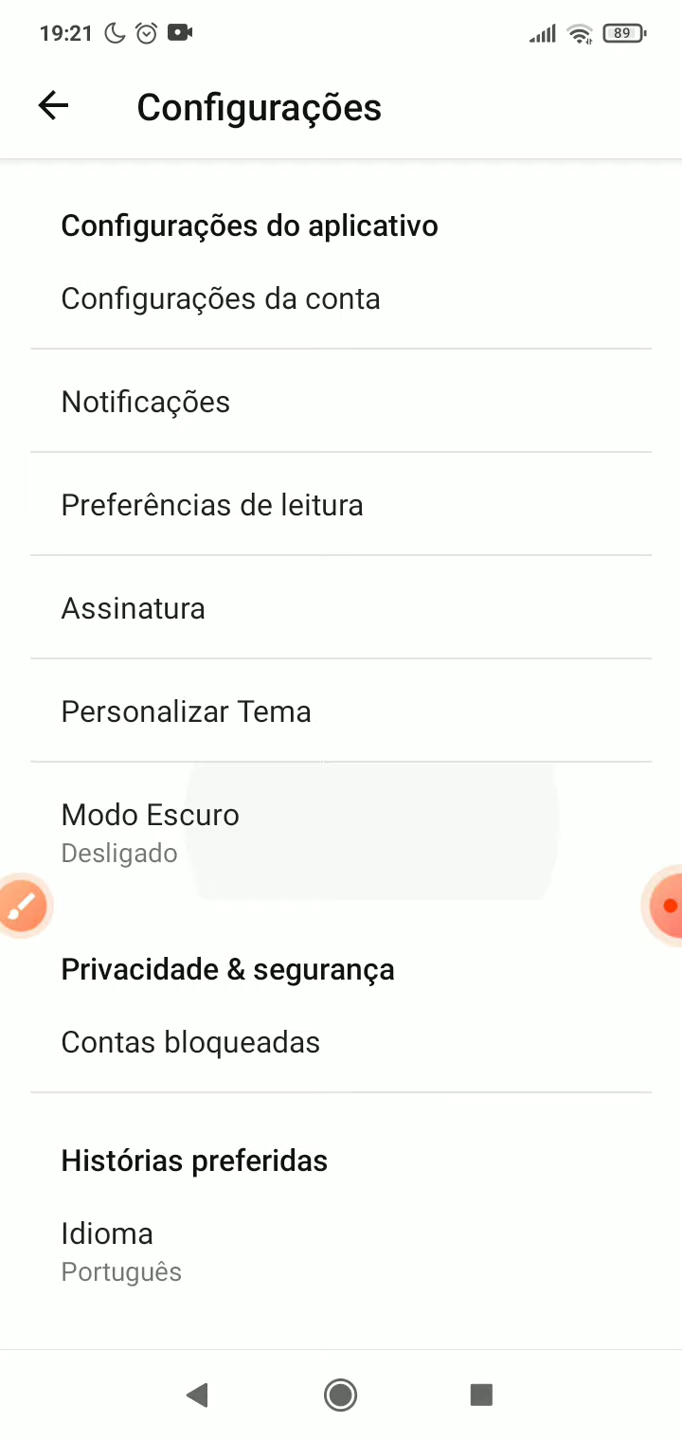 19:21
89
Configurações
Configurações do aplicativo
Configurações da conta
Notificações
Preferências de leitura
Assinatura
Personalizar Tema
Modo Escuro
Desligado
Privacidade & segurança
Contas bloqueadas
Histórias preferidas
Idioma
Português